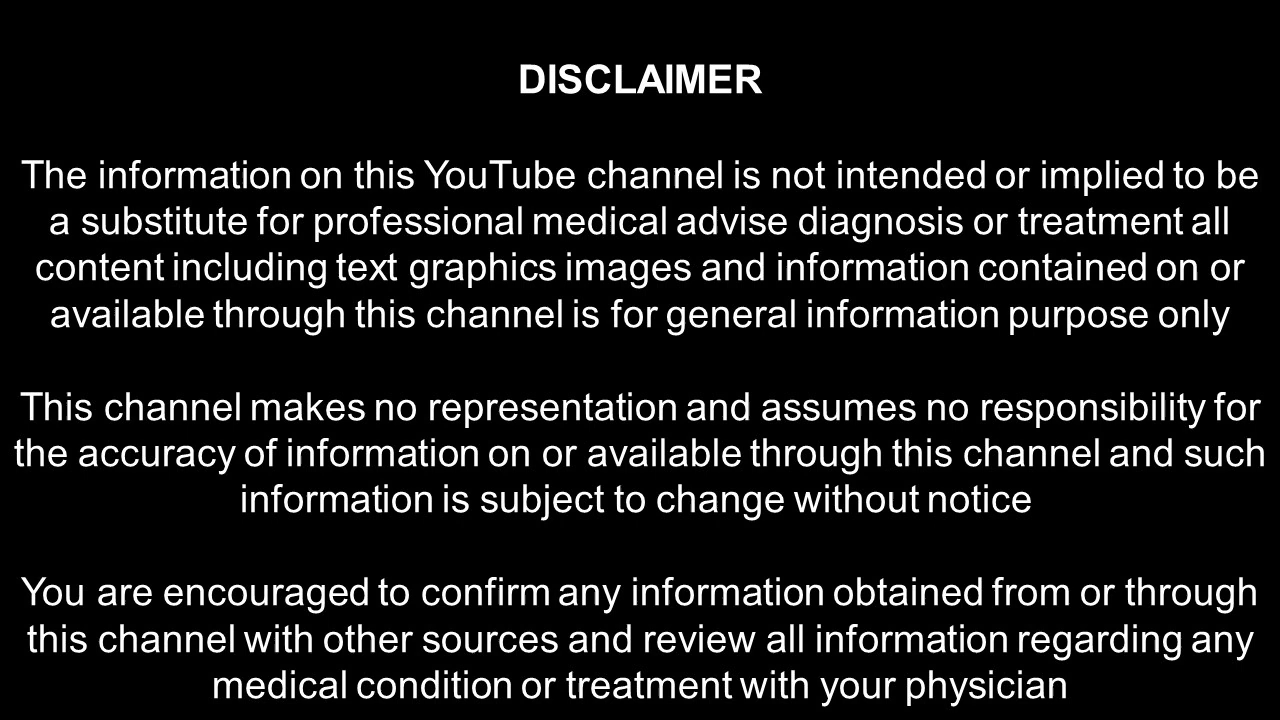 DISCLAIMER
The information on this YouTube channel is not intended or implied to be
a substitute for professional medical advise diagnosis or treatment all
content including text graphics images and information contained on or
available through this channel is for general information purpose only
This channel makes no representation and assumes no responsibility for
the accuracy of information on or available through this channel and such
information is subject to change without notice
You are encouraged to confirm any information obtained from or through
this channel with other sources and review all information regarding any
medical condition or treatment with your physician